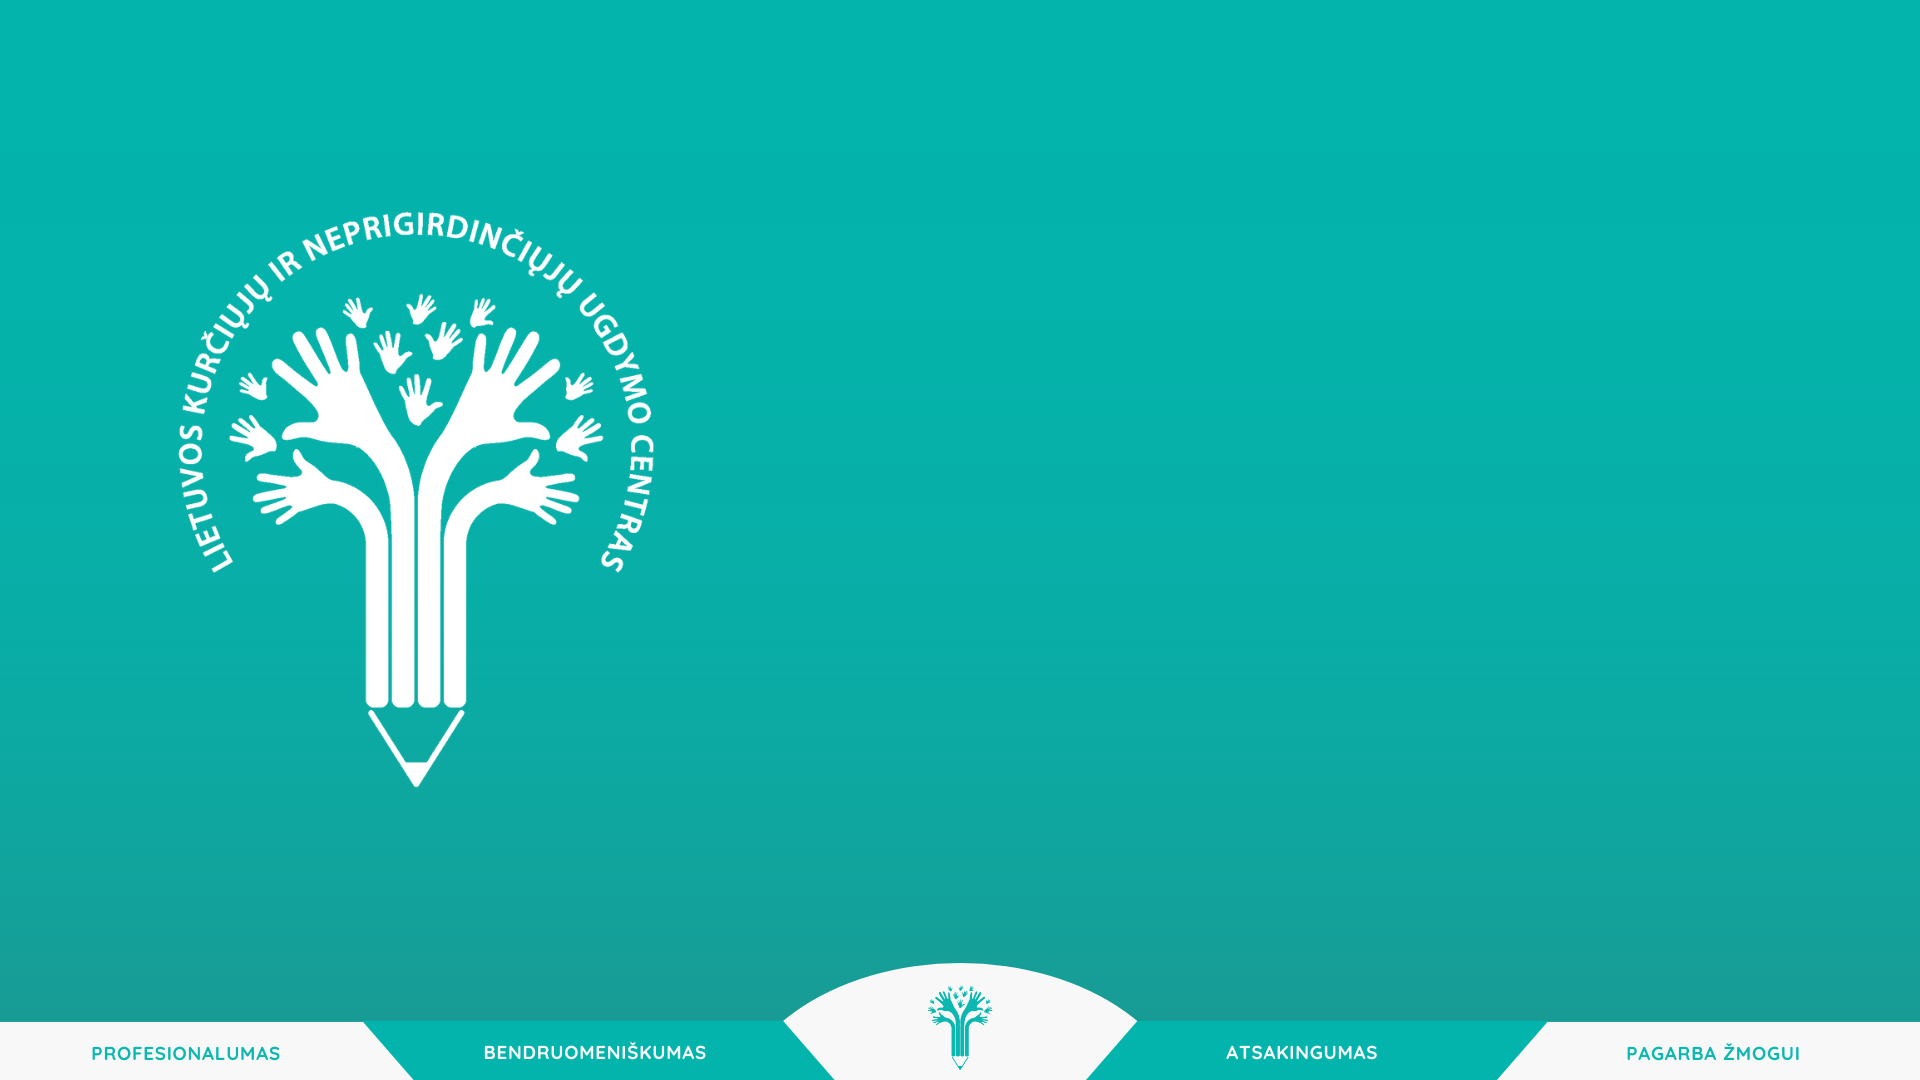 LIETUVOS KURČIŲJŲ IR NEPRIGIRDINČIŲJŲ UGDYMO CENTRAS
PROFESIONALUMAS
BENDRUOMENIŠKUMAS
ATSAKINGUMAS
PAGARBA ŽMOGUI